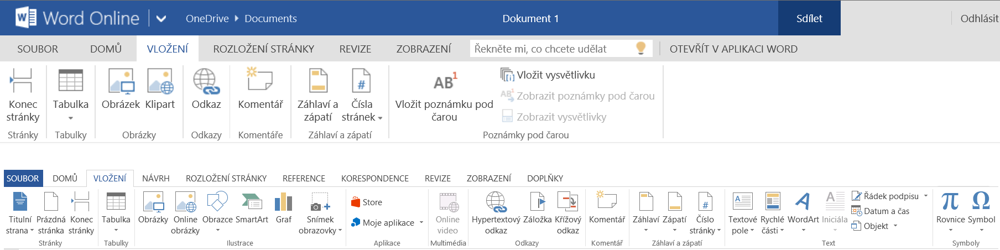 Word Online OneDrive Documents Dokument 1 Sdílet Odhlásit
SOUBOR DOMŮ VLOŽENÍ ROZLOŽENÍ STRÁNKY REVIZE ZOBRAZENÍ Řekněte mi, co chcete udělat OTEVŘÍT V APLIKACI WORD
Konec stránky
Tabulka
Obrázek
Klipart
Odkaz
Komentář
Záhlaví a zápatí
Čísla stránek
#
AB1
Vložit poznámku pod čarou
[i] Vložit vysvětlivku
AB1 Zobrazit poznámky pod čarou
Zobrazit vysvětlivky
Stránky Tabulky Obrázky Odkazy Komentáře Záhlaví a zápatí Poznámky pod čarou
SOUBOR DOMŮ VLOŽENÍ NÁVRH ROZLOŽENÍ STRÁNKY REFERENCE KORESPONDENCE REVIZE ZOBRAZENÍ DOPLŇKY
Titulní strana
Prázdná stránka
Konec stránky
Tabulka
Obrázky
Online obrázky
Obrazce
SmartArt
Graf
Snímek obrazovky
Store
Moje aplikace
Online video
Hypertextový odkaz
Záložka
Křížový odkaz
Komentář
Záhlaví
Zápatí
#
Číslo stránky
A
Textové pole
Rychlé části
A
WordArt
A
Iniciála
Řádek podpisu
Datum a čas
Objekt
π
Rovnice
Ω
Symbol
Stránky Tabulky Ilustrace Aplikace Multimédia Odkazy Komentář Záhlaví a zápatí Text Symboly